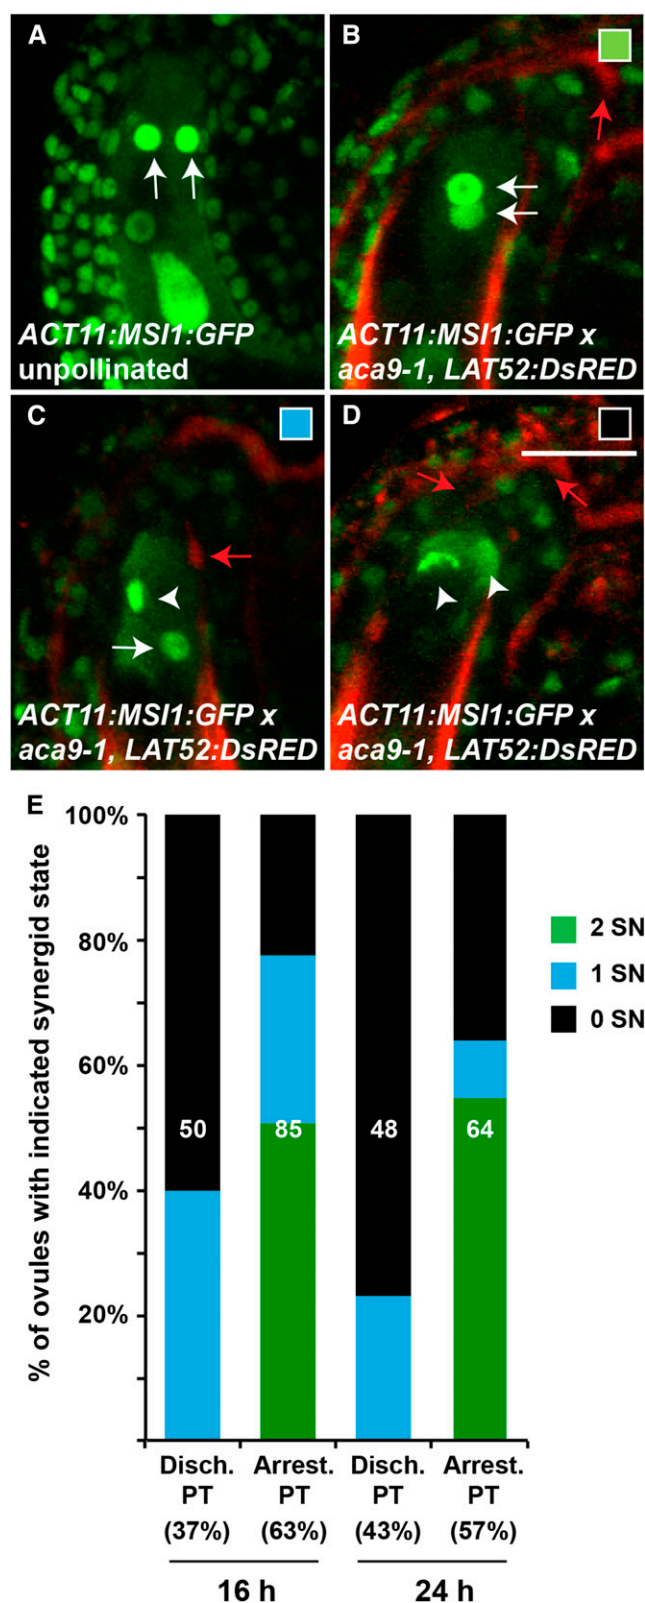 A
ACT11:MSI1:GFP
unpollinated
B
ACT11:MSI1:GFP x
aca9-1, LAT52:DsRED
C
ACT11:MSI1:GFP x
aca9-1, LAT52:DsRED
D
ACT11:MSI1:GFP x
aca9-1, LAT52:DsRED
E
% of ovules with indicated synergid state
100%
80%
60%
40%
20%
50
85
48
64
2 SN
1 SN
0 SN
Disch. PT (37%)
Arrest. PT (63%)
Disch. PT (43%)
Arrest. PT (57%)
16 h
24 h